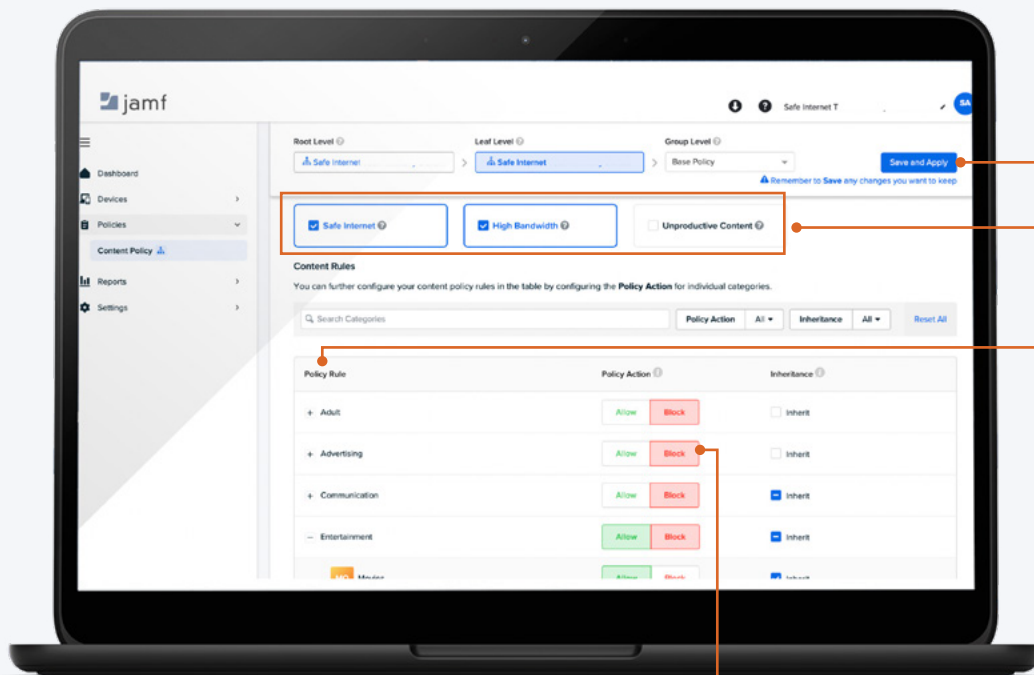 jamf
Safe Internet T
SA
Root Level
Leaf Level
Group Level
Safe Internet
Safe Internet
Base Policy
Save and Apply
Remember to Save any changes you want to keep
Dashboard
Devices
Policies
Content Policy
Reports
Settings
Safe Internet
High Bandwidth
Unproductive Content
Content Rules
You can further configure your content policy rules in the table by configuring the Policy Action for individual categories.
Search Categories
Policy Action All
Inheritance All
Reset All
Policy Rule Policy Action Inheritance
+ Adult Allow Block Inherit
+ Advertising Allow Block Inherit
+ Communication Allow Block Inherit
– Entertainment Allow Block Inherit
Movies Allow Block Inherit